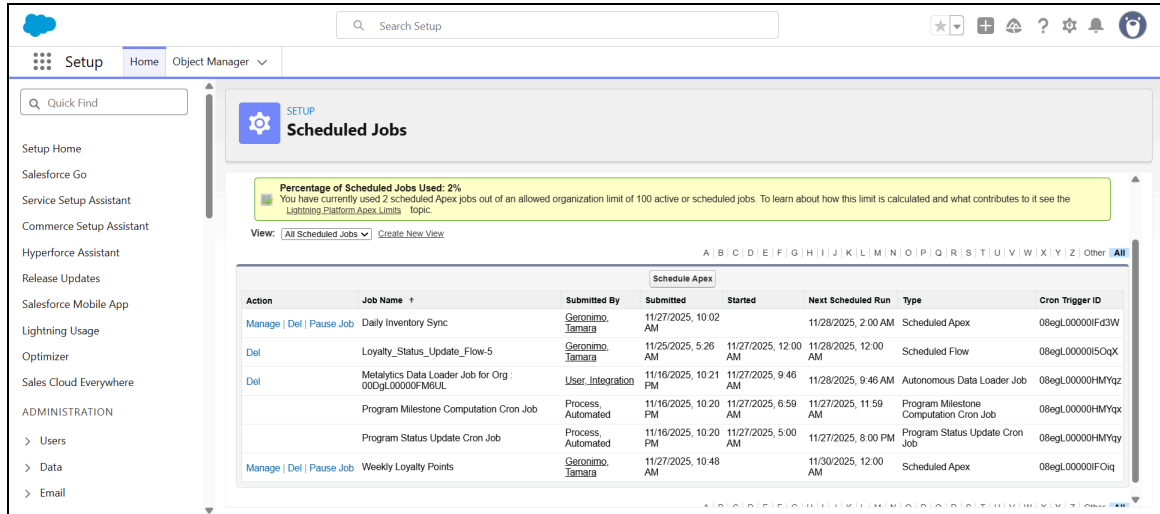 Search Setup
Setup
Home
Object Manager
Quick Find
Setup Home
Salesforce Go
Service Setup Assistant
Commerce Setup Assistant
Hyperforce Assistant
Release Updates
Salesforce Mobile App
Lightning Usage
Optimizer
Sales Cloud Everywhere
ADMINISTRATION
Users
Data
Email
SETUP
Scheduled Jobs
Percentage of Scheduled Jobs Used: 2%
You have currently used 2 scheduled Apex jobs out of an allowed organization limit of 100 active or scheduled jobs. To learn about how this limit is calculated and what contributes to it see the
Lightning Platform Apex Limits topic.
View: All Scheduled Jobs Create New View
A | B | C | D | E | F | G | H | I | J | K | L | M | N | O | P | Q | R | S | T | U | V | W | X | Y | Z | Other All
Schedule Apex
Action Job Name ↑ Submitted By Submitted Started Next Scheduled Run Type Cron Trigger ID
Manage | Del | Pause Job Daily Inventory Sync Geronimo, Tamara 11/27/2025, 10:02 AM 11/28/2025, 2:00 AM Scheduled Apex 08egL00000IFd3W
Del Loyalty_Status_Update_Flow-5 Geronimo, Tamara 11/25/2025, 5:26 AM 11/27/2025, 12:00 AM 11/28/2025, 12:00 AM Scheduled Flow 08egL00000I5OqX
Del Metalytics Data Loader Job for Org : 00DgL00000FM6UL User, Integration 11/16/2025, 10:21 PM 11/27/2025, 9:46 AM 11/28/2025, 9:46 AM Autonomous Data Loader Job 08egL00000HMYqz
Program Milestone Computation Cron Job Process, Automated 11/16/2025, 10:20 PM 11/27/2025, 6:59 AM 11/27/2025, 11:59 AM Program Milestone Computation Cron Job 08egL00000HMYqx
Program Status Update Cron Job Process, Automated 11/16/2025, 10:20 PM 11/27/2025, 5:00 AM 11/27/2025, 8:00 PM Program Status Update Cron Job 08egL00000HMYqy
Manage | Del | Pause Job Weekly Loyalty Points Geronimo, Tamara 11/27/2025, 10:48 AM 11/30/2025, 12:00 AM Scheduled Apex 08egL00000IFOiq
A | B | C | D | E | F | G | H | I | J | K | L | M | N | O | P | Q | R | S | T | U | V | W | X | Y | Z | Other All